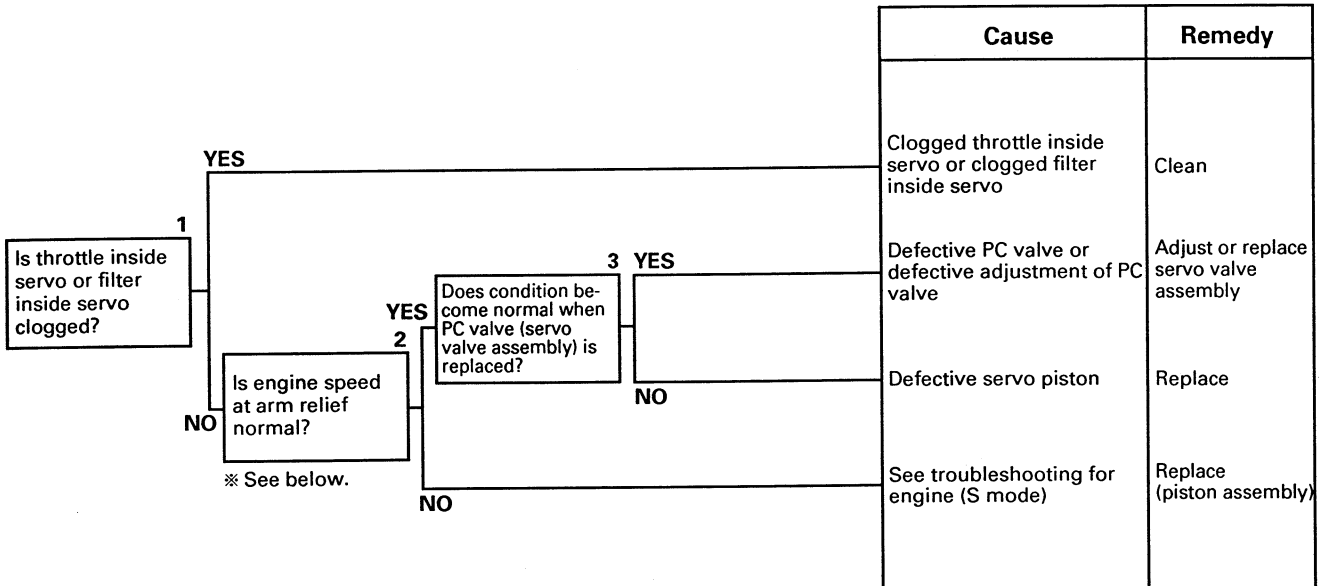 Cause
Remedy
YES
Clogged throttle inside
servo or clogged filter
inside servo
Clean
1
Is throttle inside
servo or filter
inside servo
clogged?
3
YES
Does condition be-
come normal when
PC valve (servo
valve assembly) is
replaced?
Defective PC valve or
defective adjustment of PC
valve
Adjust or replace
servo valve
assembly
YES
2
NO
Is engine speed
at arm relief
normal?
NO
Defective servo piston
Replace
※ See below.
NO
See troubleshooting for
engine (S mode)
Replace
(piston assembly)